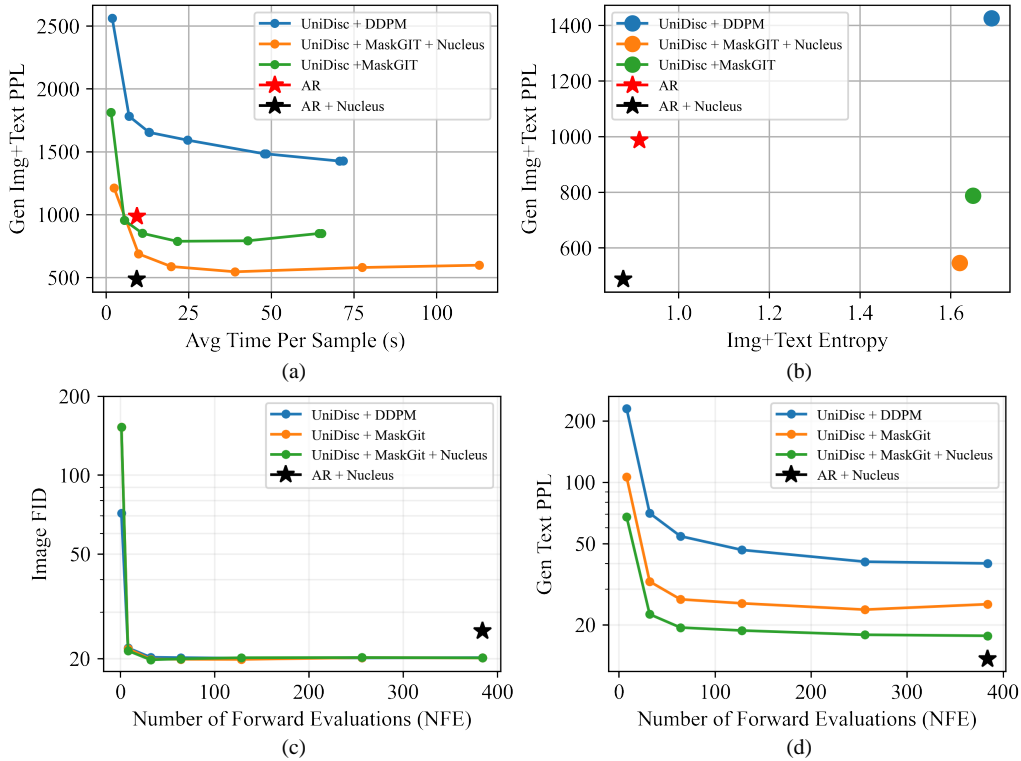 Gen Img+Text PPL
2500
2000
1500
1000
500
0
25
50
75
100
Avg Time Per Sample (s)
UniDisc + DDPM
UniDisc + MaskGIT + Nucleus
UniDisc +MaskGIT
AR
AR + Nucleus
(a)
Gen Img+Text PPL
1400
1200
1000
800
600
1.0
1.2
1.4
1.6
Img+Text Entropy
UniDisc + DDPM
UniDisc + MaskGIT + Nucleus
UniDisc +MaskGIT
AR
AR + Nucleus
(b)
Image FID
200
100
50
20
0
100
200
300
400
Number of Forward Evaluations (NFE)
UniDisc + DDPM
UniDisc + MaskGit
UniDisc + MaskGit + Nucleus
AR + Nucleus
(c)
Gen Text PPL
200
100
50
20
0
100
200
300
400
Number of Forward Evaluations (NFE)
UniDisc + DDPM
UniDisc + MaskGit
UniDisc + MaskGit + Nucleus
AR + Nucleus
(d)